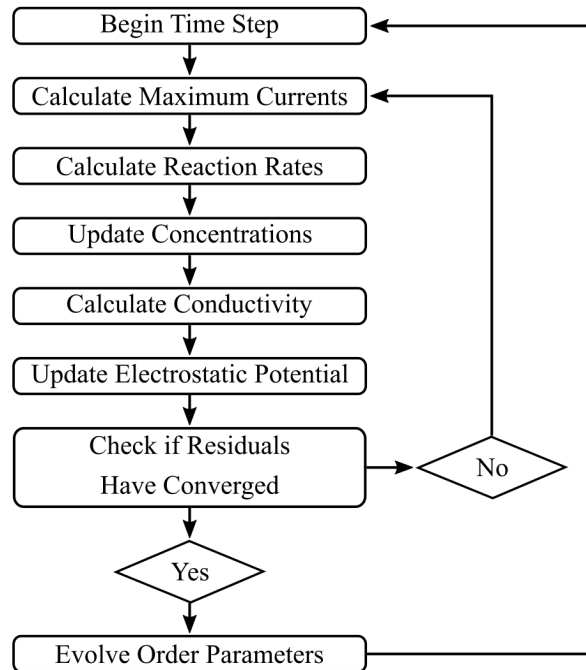 Begin Time Step
Calculate Maximum Currents
Calculate Reaction Rates
Update Concentrations
Calculate Conductivity
Update Electrostatic Potential
Check if Residuals
Have Converged
No
Yes
Evolve Order Parameters